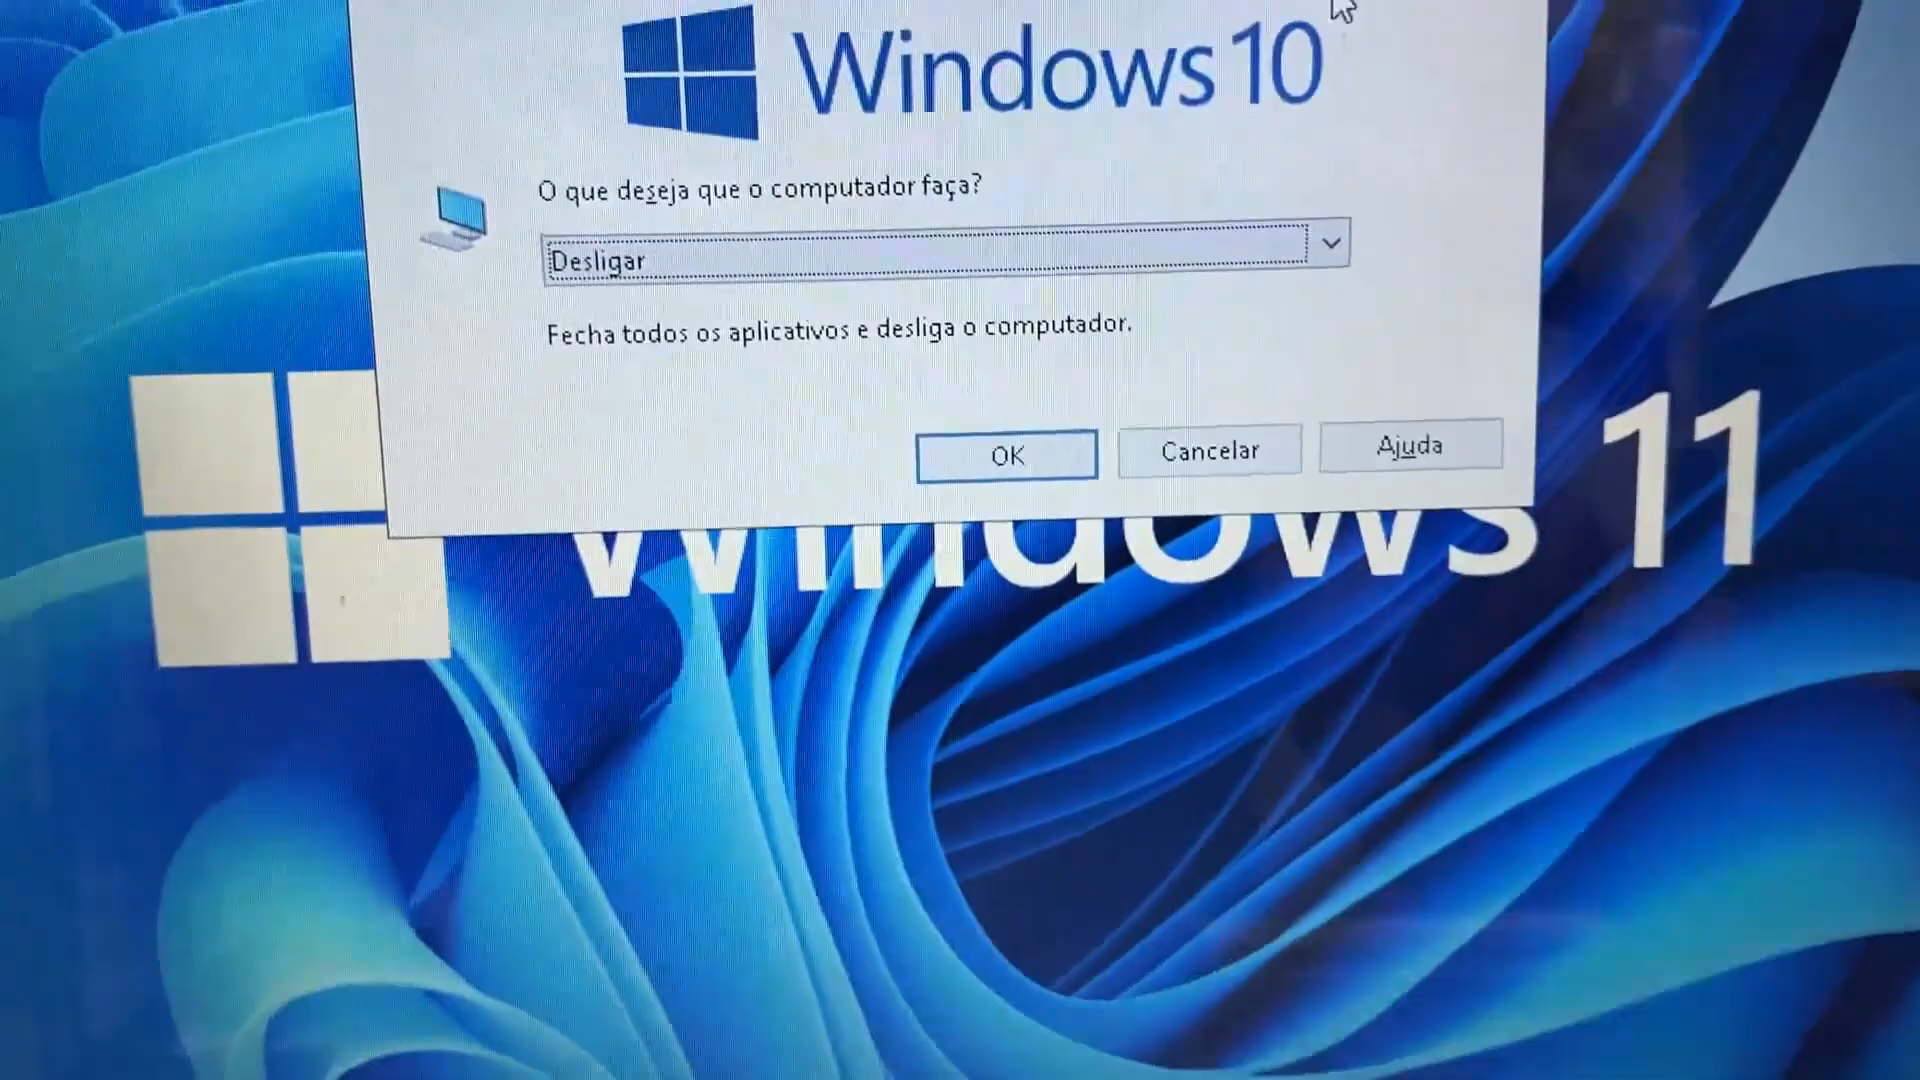 Windows 10
O que deseja que o computador faça?
Desligar
Fecha todos os aplicativos e desliga o computador.
OK
Cancelar
Ajuda
Windows 11